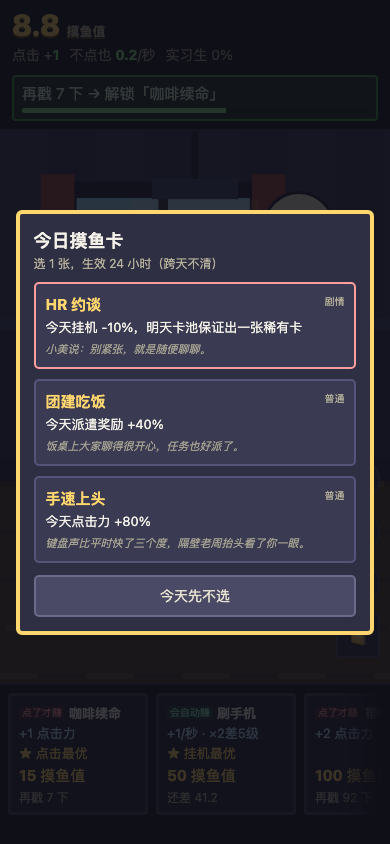 8.8 摸鱼值
点击 +1 不点也 0.2/秒 实习生 0%
再戳 7 下 → 解锁「咖啡续命」
今日摸鱼卡
选 1 张，生效 24 小时（跨天不清）
HR 约谈 剧情
今天挂机 -10%，明天卡池保证出一张稀有卡
小美说：别紧张，就是随便聊聊。
团建吃饭 普通
今天派遣奖励 +40%
饭桌上大家聊得很开心，任务也好派了。
手速上头 普通
今天点击力 +80%
键盘声比平时快了三个度，隔壁老周抬头看了你一眼。
今天先不选
点了才赚 咖啡续命
+1 点击力
★ 点击最优
15 摸鱼值
再戳 7 下
会自动赚 刷手机
+1/秒 · ×2差5级
★ 挂机最优
50 摸鱼值
还差 41.2
点了才赚
+2 点击力
100 摸鱼
再戳 92 下